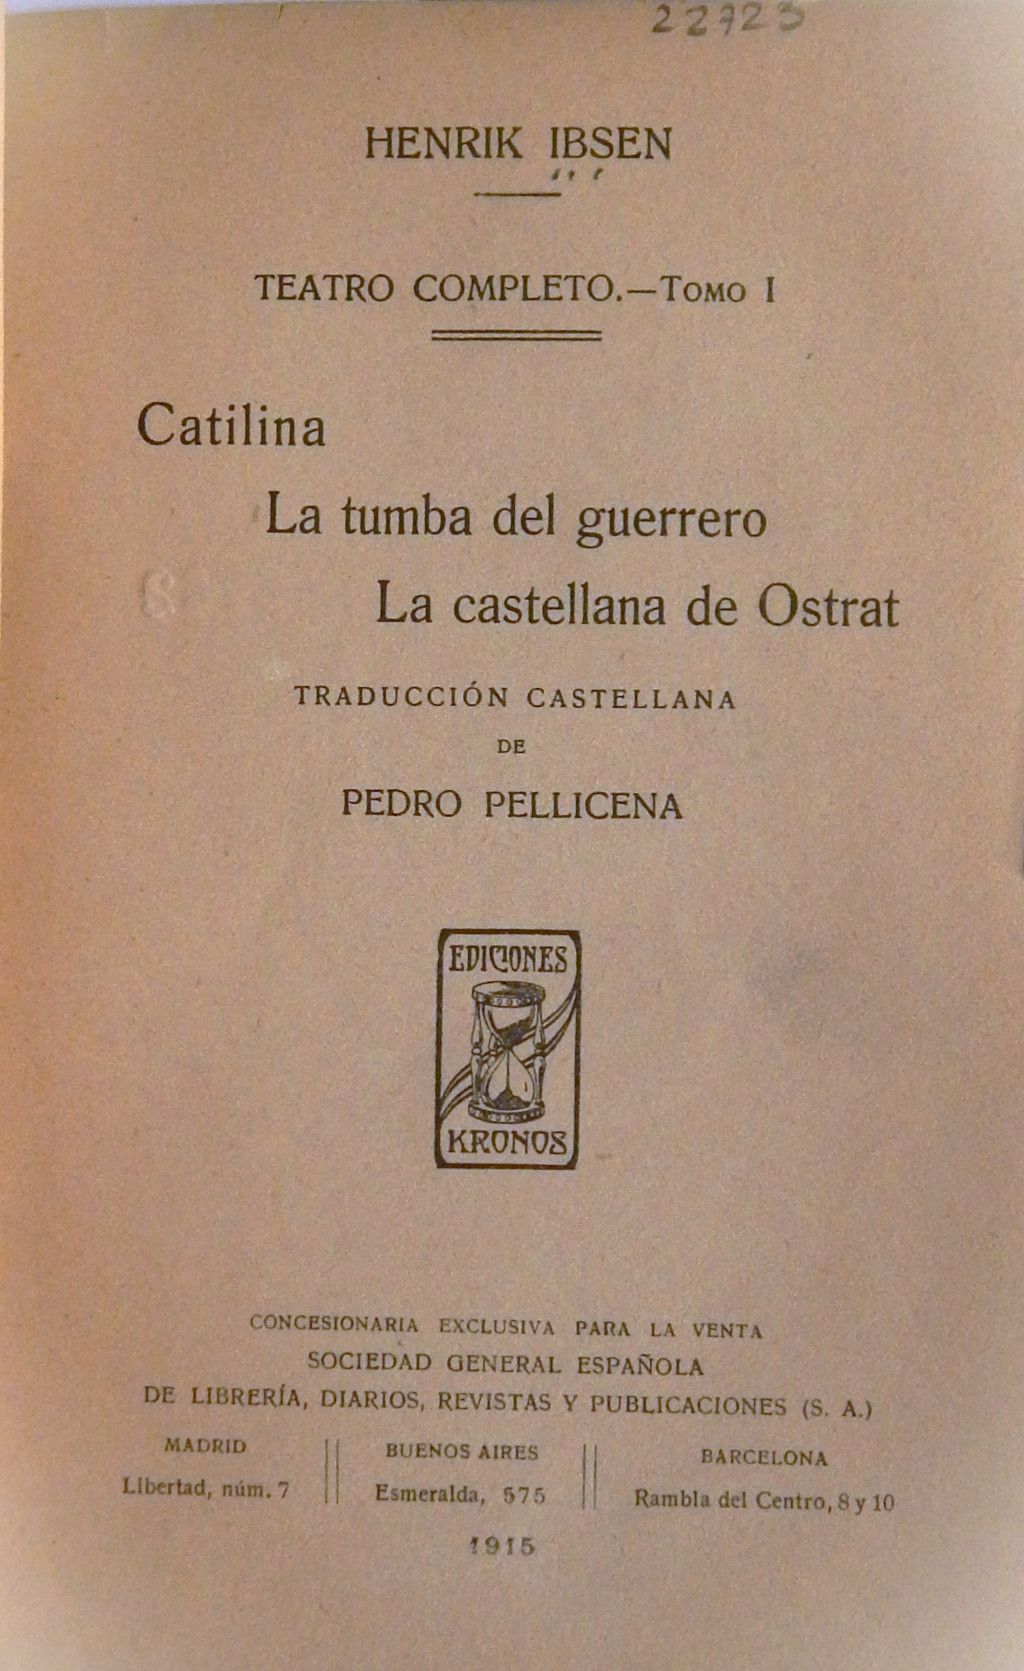 22723
HENRIK IBSEN
TEATRO COMPLETO.—TOMO I
Catilina
La tumba del guerrero
La castellana de Ostrat
TRADUCCIÓN CASTELLANA
DE
PEDRO PELLICENA
EDICIONES
KRONOS
CONCESIONARIA EXCLUSIVA PARA LA VENTA
SOCIEDAD GENERAL ESPAÑOLA
DE LIBRERÍA, DIARIOS, REVISTAS Y PUBLICACIONES (S. A.)
MADRID
Libertad, núm. 7
BUENOS AIRES
Esmeralda, 575
BARCELONA
Rambla del Centro, 8 y 10
1915